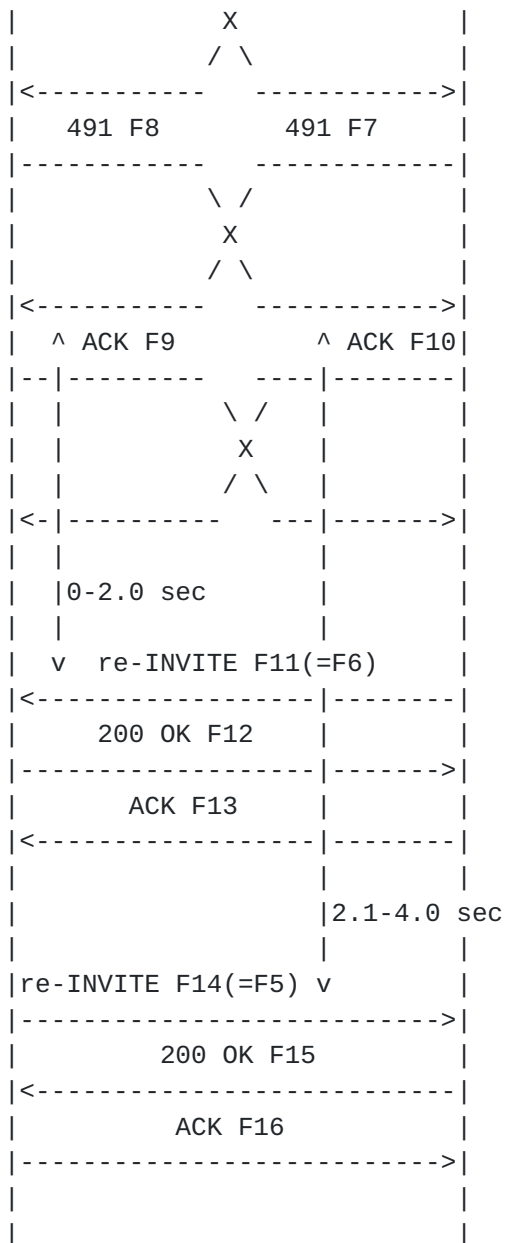 |             X             |
|            / \            |
|<-----------   ----------->|
|   491 F8        491 F7    |
|------------   ------------|
|            \ /            |
|             X             |
|            / \            |
|<-----------   ----------->|
|  ^ ACK F9         ^ ACK F10|
|--|---------   ----|--------|
|  |          \ /   |        |
|  |           X    |        |
|  |          / \   |        |
|<-|----------   ---|------->|
|  |                |        |
|  |0-2.0 sec       |        |
|  |                |        |
|  v  re-INVITE F11(=F6)     |
|<------------------|--------|
|     200 OK F12    |        |
|-------------------|------->|
|       ACK F13     |        |
|<------------------|--------|
|                   |        |
|                   |2.1-4.0 sec
|                   |        |
|re-INVITE F14(=F5) v        |
|--------------------------->|
|         200 OK F15         |
|<---------------------------|
|          ACK F16           |
|--------------------------->|
|                            |
|                            |